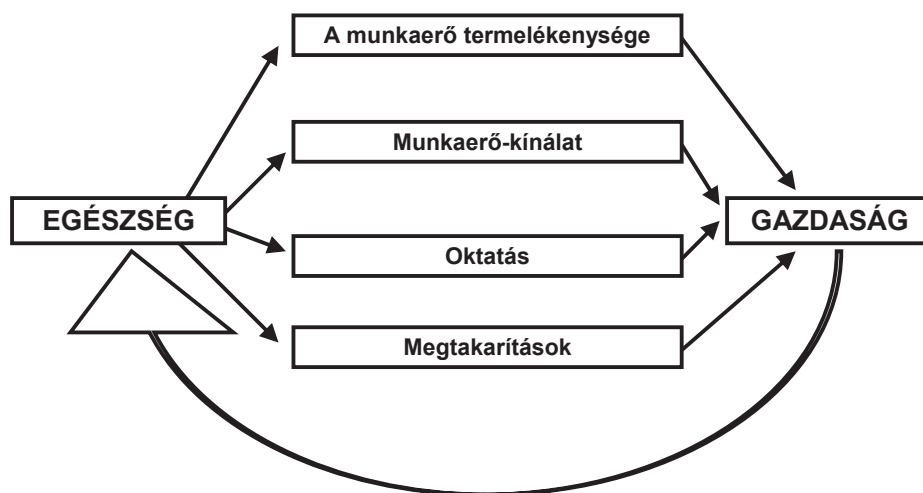 A munkaerő termelékenysége
Munkaerő-kínálat
EGÉSZSÉG
GAZDASÁG
Oktatás
Megtakarítások